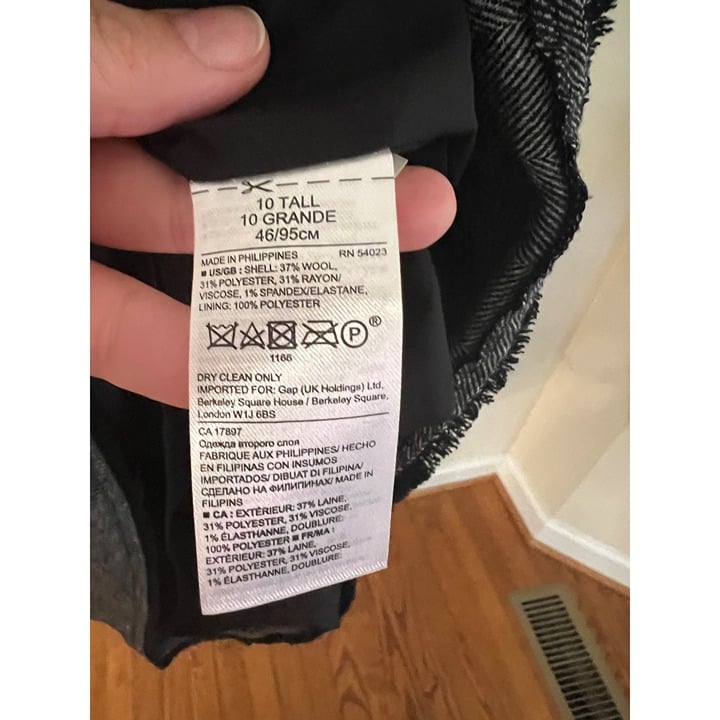 10 TALL
10 GRANDE
46/95CM
MADE IN PHILIPPINES RN 54023
■ US/GB : SHELL: 37% WOOL,
31% POLYESTER, 31% RAYON/
VISCOSE, 1% SPANDEX/ELASTANE,
LINING: 100% POLYESTER
P®
1166
DRY CLEAN ONLY
IMPORTED FOR: Gap (UK Holdings) Ltd,
Berkeley Square House / Berkeley Square,
London W1J 6BS
CA 17897
Одежда второго слоя
FABRIQUE AUX PHILIPPINES/ HECHO
EN FILIPINAS CON INSUMOS
IMPORTADOS/ DIBUAT DI FILIPINA/
СДЕЛАНО НА ФИЛИПИНАХ/ MADE IN
FILIPINS
■ CA : EXTÉRIEUR: 37% LAINE,
31% POLYESTER, 31% VISCOSE,
1% ÉLASTHANNE, DOUBLURE:
100% POLYESTER ■ FR/MA :
EXTÉRIEUR: 37% LAINE,
31% POLYESTER, 31% VISCOSE,
1% ÉLASTHANNE, DOUBLURE: